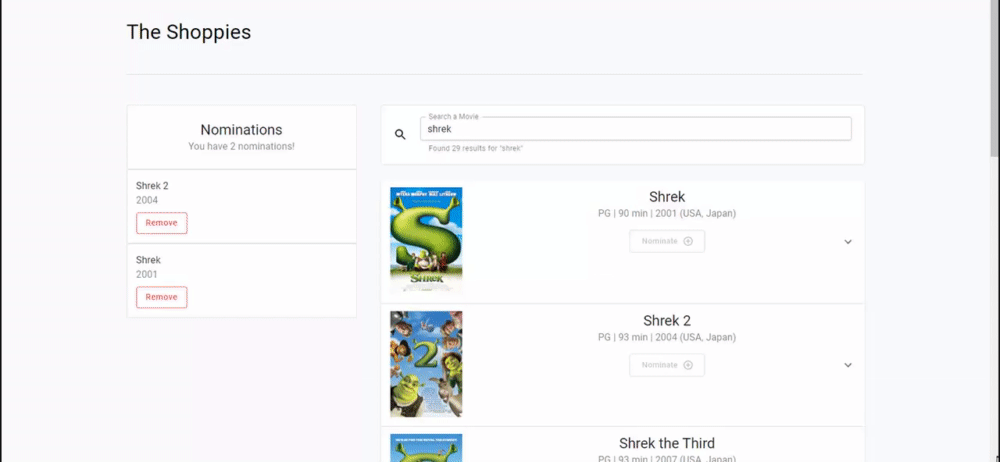 The Shoppies
Nominations
You have 2 nominations!
Shrek 2
2004
Remove
Shrek
2001
Remove
Search a Movie
shrek
Found 29 results for "shrek"
S
SHREK
Shrek
PG | 90 min | 2001 (USA, Japan)
Nominate
2
Shrek 2
PG | 93 min | 2004 (USA, Japan)
Nominate
Shrek the Third
PG | 93 min | 2007 (USA, Japan)